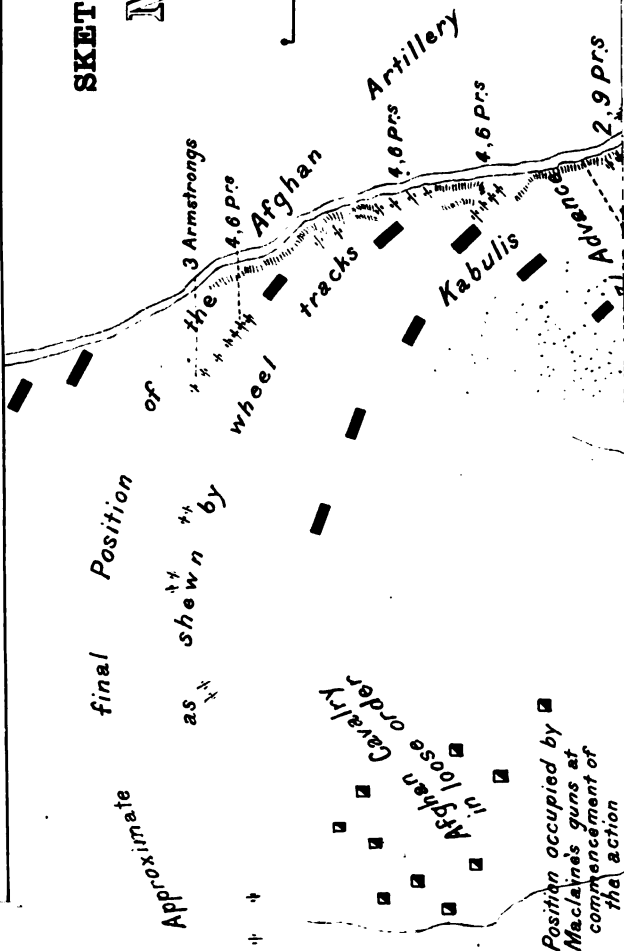 SKET
Approximate final Position of the Afghan Artillery
as shewn by wheel tracks
3 Armstrongs
4, 6 Prs
4, 6 Prs
4, 6 Prs
2, 9 Prs
Kabulis
Advance
Afghan Cavalry
in loose order
Position occupied by
Maclaine's guns at
commencement of
the action